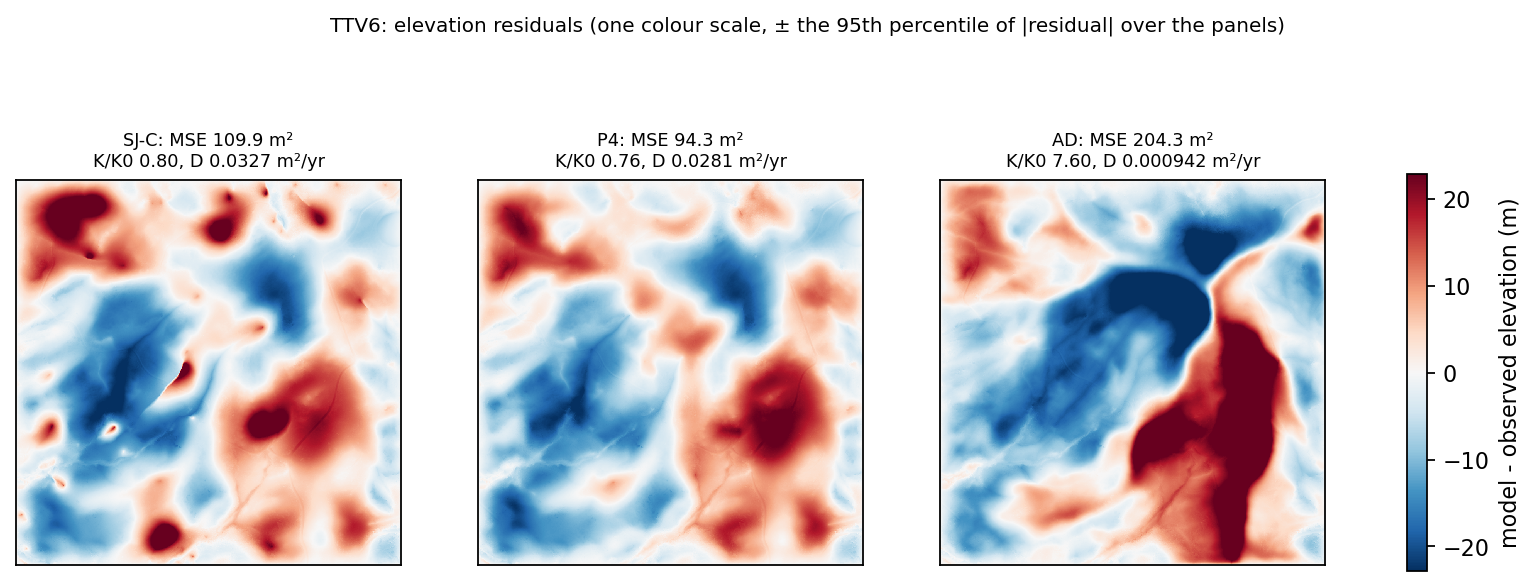 TTV6: elevation residuals (one colour scale, ± the 95th percentile of |residual| over the panels)
SJ-C: MSE 109.9 m²
K/K0 0.80, D 0.0327 m²/yr
P4: MSE 94.3 m²
K/K0 0.76, D 0.0281 m²/yr
AD: MSE 204.3 m²
K/K0 7.60, D 0.000942 m²/yr
20
10
0
−10
−20
model - observed elevation (m)